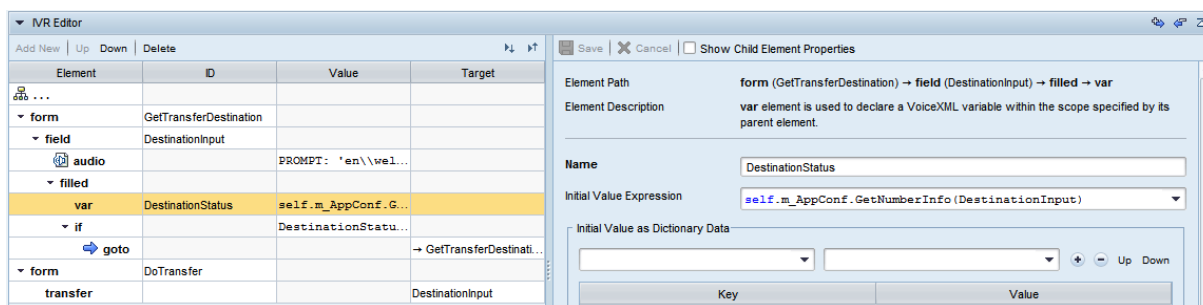 IVR Editor
Add New Up Down Delete
Element ID Value Target
...
form GetTransferDestination
field DestinationInput
audio PROMPT: 'en\\wel...
filled
var DestinationStatus self.m_AppConf.G...
if DestinationStatu...
goto → GetTransferDestinati...
form DoTransfer
transfer DestinationInput
Save Cancel Show Child Element Properties
Element Path form (GetTransferDestination) → field (DestinationInput) → filled → var
Element Description var element is used to declare a VoiceXML variable within the scope specified by its
parent element.
Name DestinationStatus
Initial Value Expression self.m_AppConf.GetNumberInfo(DestinationInput)
Initial Value as Dictionary Data
Up Down
Key Value